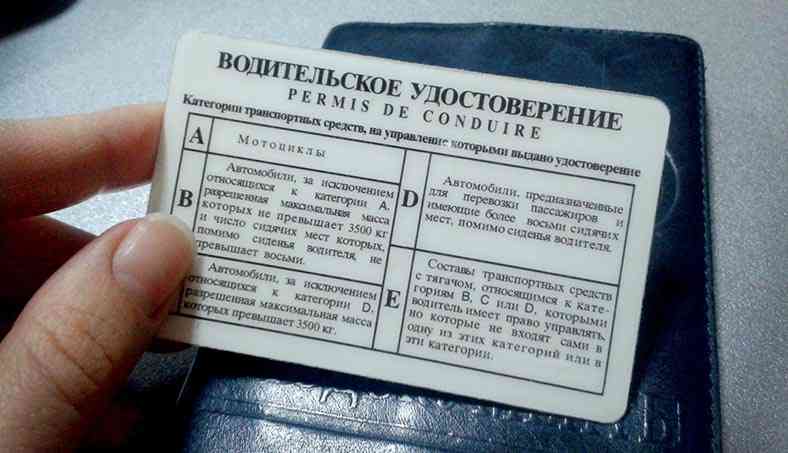 ВОДИТЕЛЬСКОЕ УДОСТОВЕРЕНИЕ
PERMIS DE CONDUIRE
Категории транспортных средств, на управление которыми выдано удостоверение
A
Мотоциклы
B
Автомобили, за исключением
относящихся к категории A,
разрешенная максимальная масса
которых не превышает 3500 кг
и число сидячих мест которых,
помимо сиденья водителя, не
превышает восьми.
Автомобили, за исключением
относящихся к категории D,
разрешенная максимальная масса
которых превышает 3500 кг.
D
Автомобили, предназначенные
для перевозки пассажиров и
имеющие более восьми сидячих
мест, помимо сиденья водителя.
E
Составы транспортных средств
с тягачом, относящимся к кате-
гориям B, C или D, которыми
водитель имеет право управлять,
но которые не входят сами в
одну из этих категорий или в
эти категории.